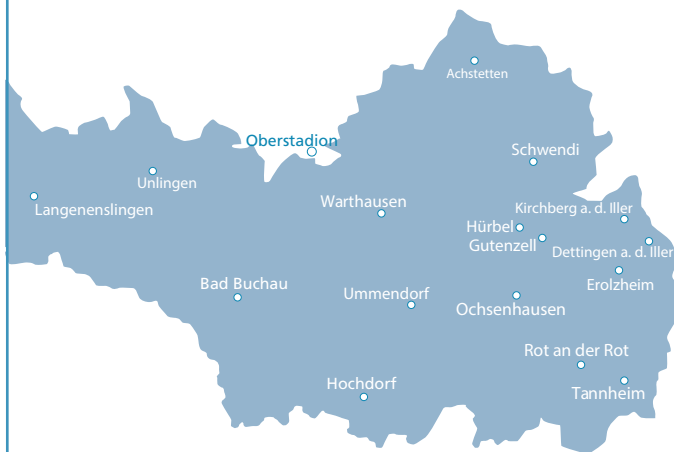 Achstetten
Oberstadion
Schwendi
Unlingen
Langenenslingen
Warthausen
Kirchberg a. d. Iller
Hürbel
Gutenzell
Dettingen a. d. Iller
Erolzheim
Bad Buchau
Ummendorf
Ochsenhausen
Rot an der Rot
Hochdorf
Tannheim